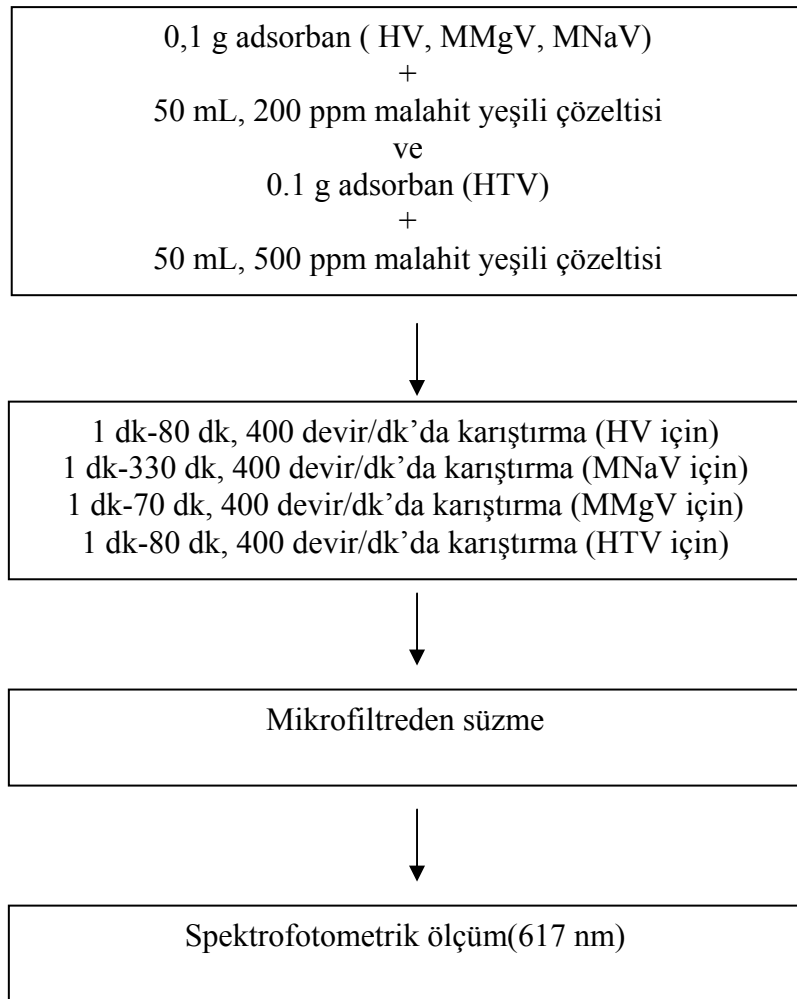 0,1 g adsorban ( HV, MMgV, MNaV)
+
50 mL, 200 ppm malahit yeşili çözeltisi
ve
0.1 g adsorban (HTV)
+
50 mL, 500 ppm malahit yeşili çözeltisi
1 dk-80 dk, 400 devir/dk’da karıştırma (HV için)
1 dk-330 dk, 400 devir/dk’da karıştırma (MNaV için)
1 dk-70 dk, 400 devir/dk’da karıştırma (MMgV için)
1 dk-80 dk, 400 devir/dk’da karıştırma (HTV için)
Mikrofiltreden süzme
Spektrofotometrik ölçüm(617 nm)